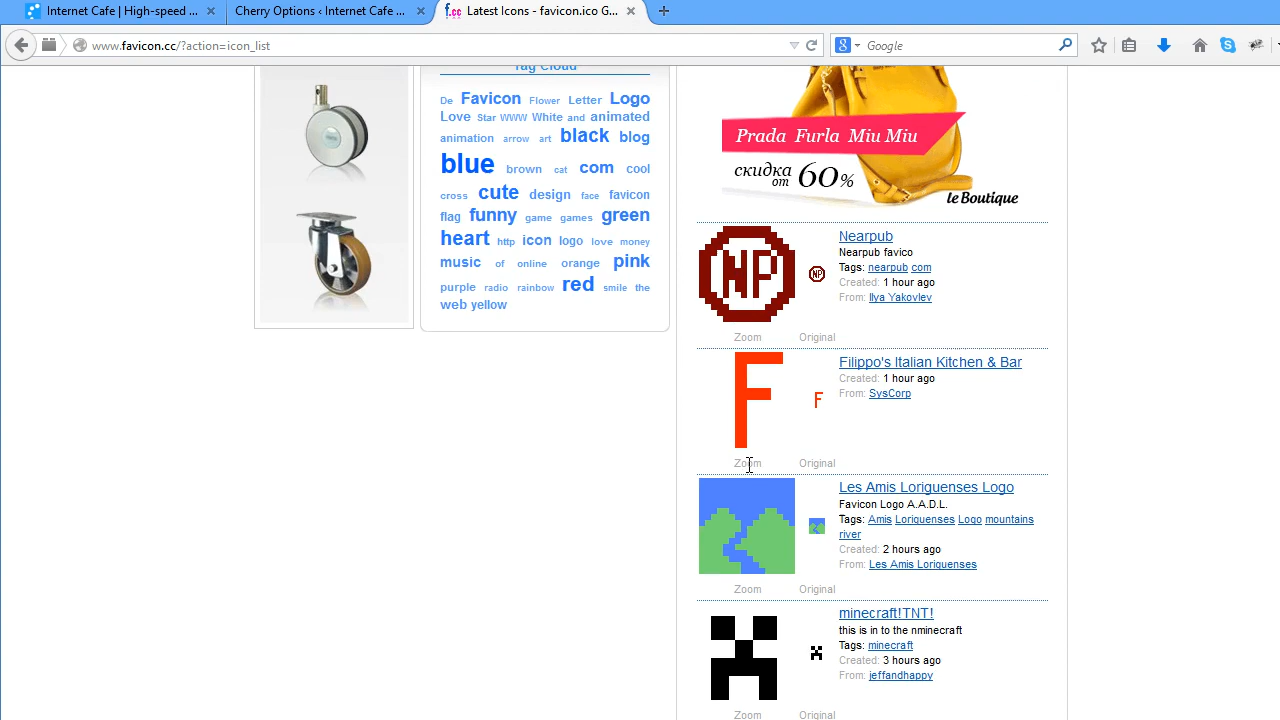 Internet Cafe | High-speed ...
Cherry Options ‹ Internet Cafe ...
Latest Icons - favicon.ico G...
www.favicon.cc/?action=icon_list
Google
Tag Cloud
De Favicon Flower Letter Logo
Love Star WWW White and animated
animation arrow art black blog
blue brown cat com cool
cross cute design face favicon
flag funny game games green
heart http icon logo love money
music of online orange pink
purple radio rainbow red smile the
web yellow
Prada Furla Miu Miu
скидка
от 60%
le Boutique
NP
NP
Nearpub
Nearpub favico
Tags: nearpub com
Created: 1 hour ago
From: Ilya Yakovlev
Zoom Original
F
F
Filippo's Italian Kitchen & Bar
Created: 1 hour ago
From: SysCorp
Zoom Original
Les Amis Loriguenses Logo
Favicon Logo A.A.D.L.
Tags: Amis Loriguenses Logo mountains
river
Created: 2 hours ago
From: Les Amis Loriguenses
Zoom Original
minecraft!TNT!
this is in to the nminecraft
Tags: minecraft
Created: 3 hours ago
From: jeffandhappy
Zoom Original